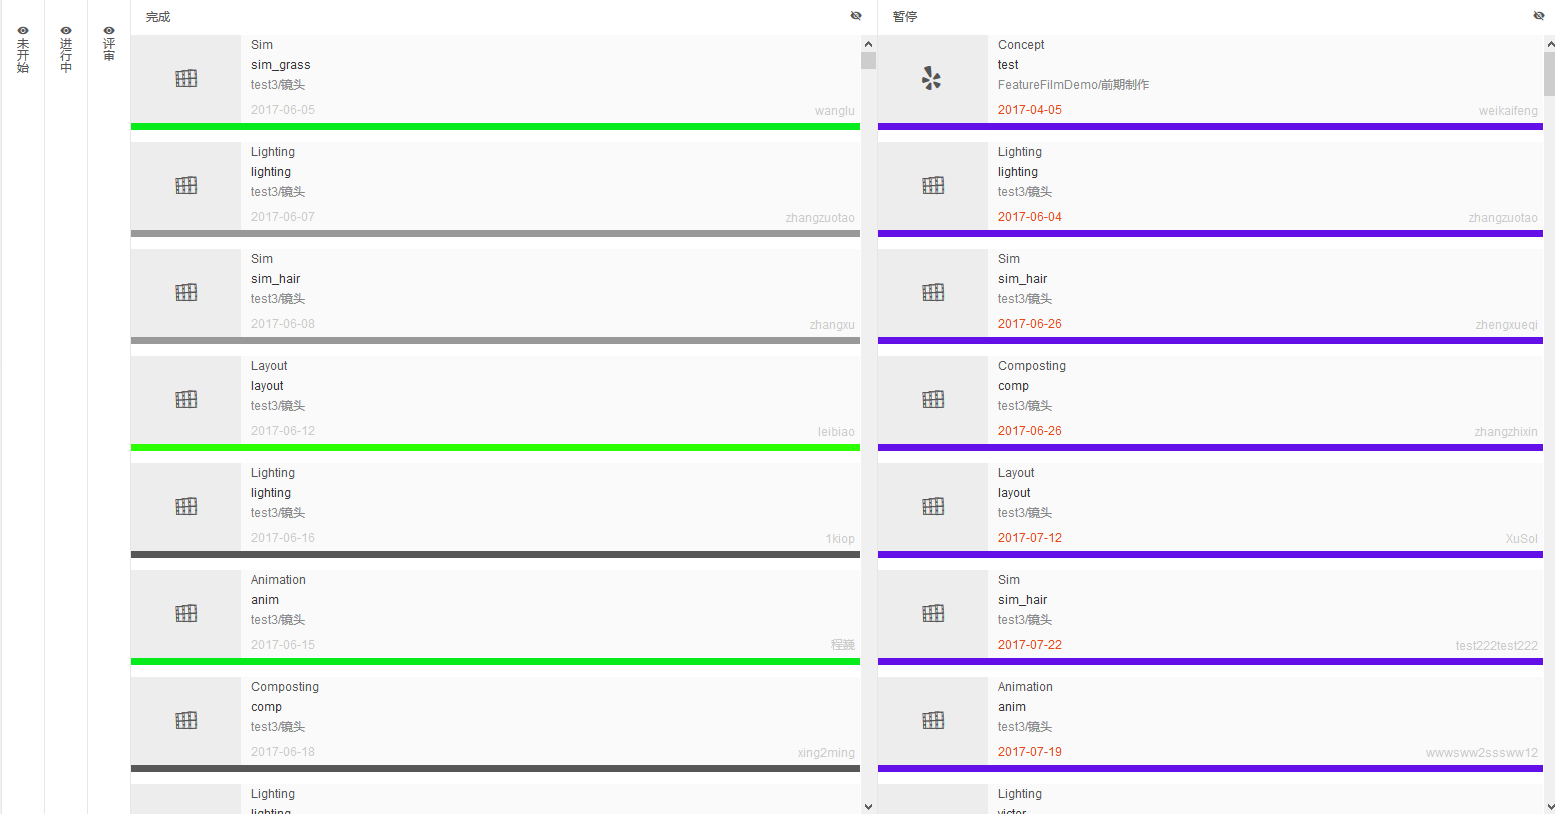 未开始
进行中
评审
完成
Sim
sim_grass
test3/镜头
2017-06-05 wanglu
Lighting
lighting
test3/镜头
2017-06-07 zhangzuotao
Sim
sim_hair
test3/镜头
2017-06-08 zhangxu
Layout
layout
test3/镜头
2017-06-12 leibiao
Lighting
lighting
test3/镜头
2017-06-16 1kiop
Animation
anim
test3/镜头
2017-06-15 程巍
Composting
comp
test3/镜头
2017-06-18 xing2ming
Lighting
lighting
暂停
Concept
test
FeatureFilmDemo/前期制作
2017-04-05 weikaifeng
Lighting
lighting
test3/镜头
2017-06-04 zhangzuotao
Sim
sim_hair
test3/镜头
2017-06-26 zhengxueqi
Composting
comp
test3/镜头
2017-06-26 zhangzhixin
Layout
layout
test3/镜头
2017-07-12 XuSol
Sim
sim_hair
test3/镜头
2017-07-22 test222test222
Animation
anim
test3/镜头
2017-07-19 wwwsww2sssww12
Lighting
victor